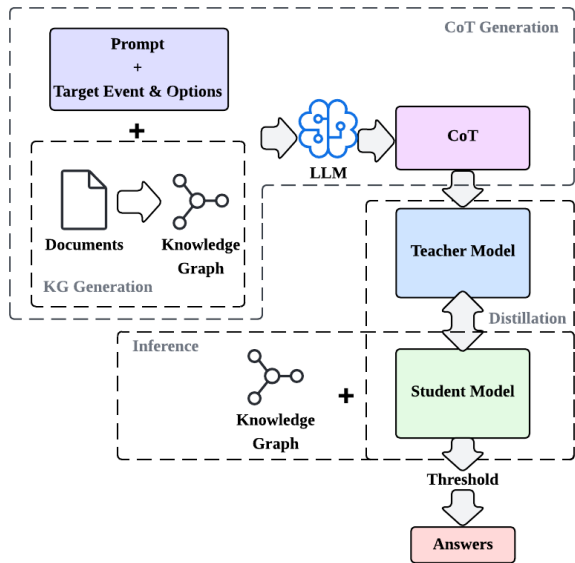 CoT Generation
Prompt
+
Target Event & Options
+
LLM
CoT
Documents
Knowledge
Graph
KG Generation
Teacher Model
Distillation
Inference
Knowledge
Graph
+
Student Model
Threshold
Answers